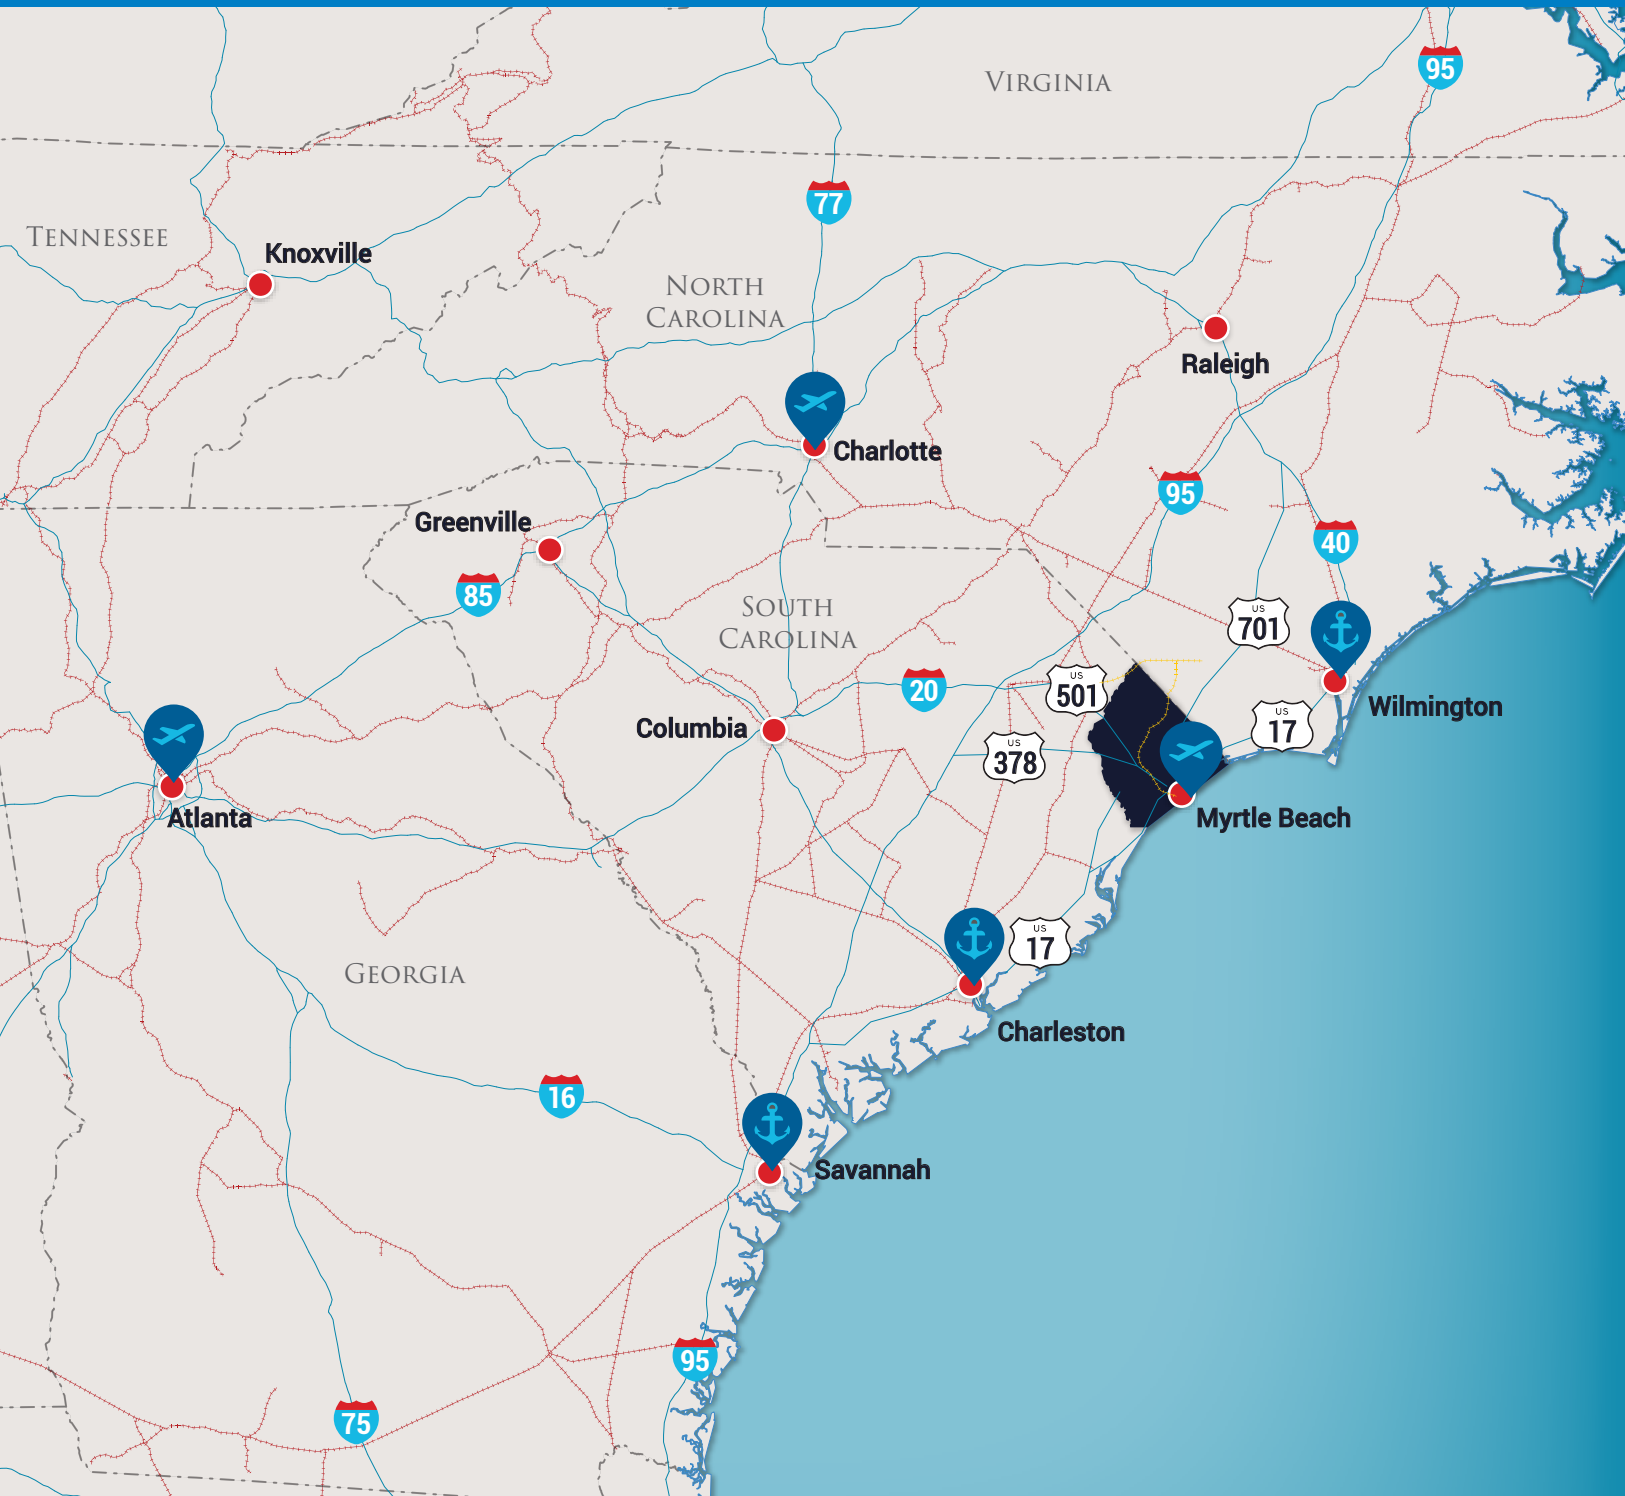 95
VIRGINIA
77
TENNESSEE
Knoxville
NORTH
CAROLINA
Raleigh
Charlotte
95
Greenville
40
85
SOUTH
CAROLINA
US
701
20
US
501
Wilmington
US
17
Columbia
US
378
Atlanta
Myrtle Beach
US
17
GEORGIA
Charleston
16
Savannah
95
75